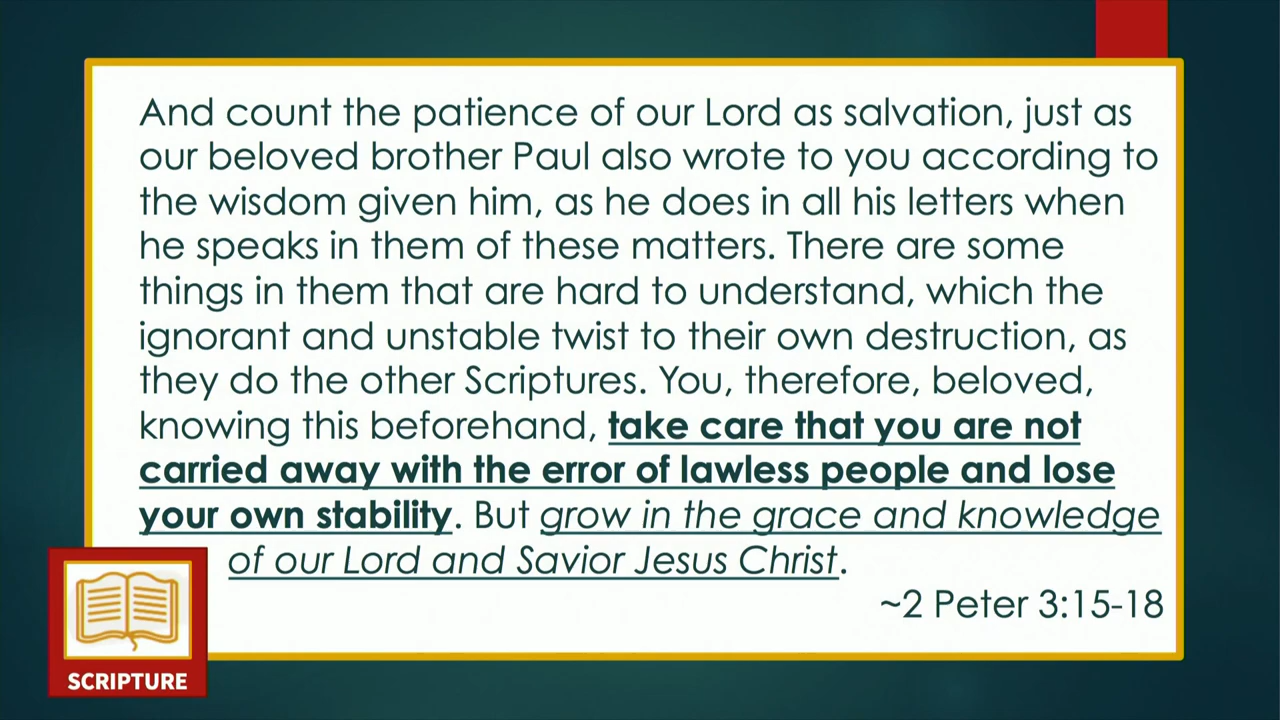 And count the patience of our Lord as salvation, just as
our beloved brother Paul also wrote to you according to
the wisdom given him, as he does in all his letters when
he speaks in them of these matters. There are some
things in them that are hard to understand, which the
ignorant and unstable twist to their own destruction, as
they do the other Scriptures. You, therefore, beloved,
knowing this beforehand, take care that you are not
carried away with the error of lawless people and lose
your own stability. But grow in the grace and knowledge
of our Lord and Savior Jesus Christ.
~2 Peter 3:15-18
SCRIPTURE